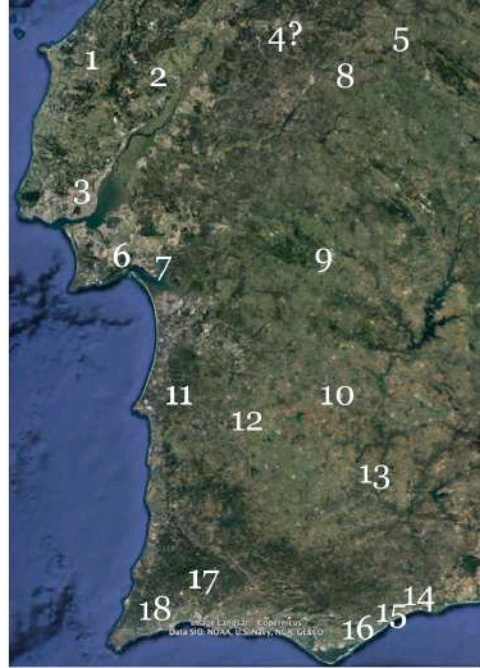 4? 5
1 2 8
3
6 7 9
11 12 10
13
17 14
18 16 15
Image Landsat / Copernicus
Data SIO, NOAA, U.S. Navy, NGA, GEBCO